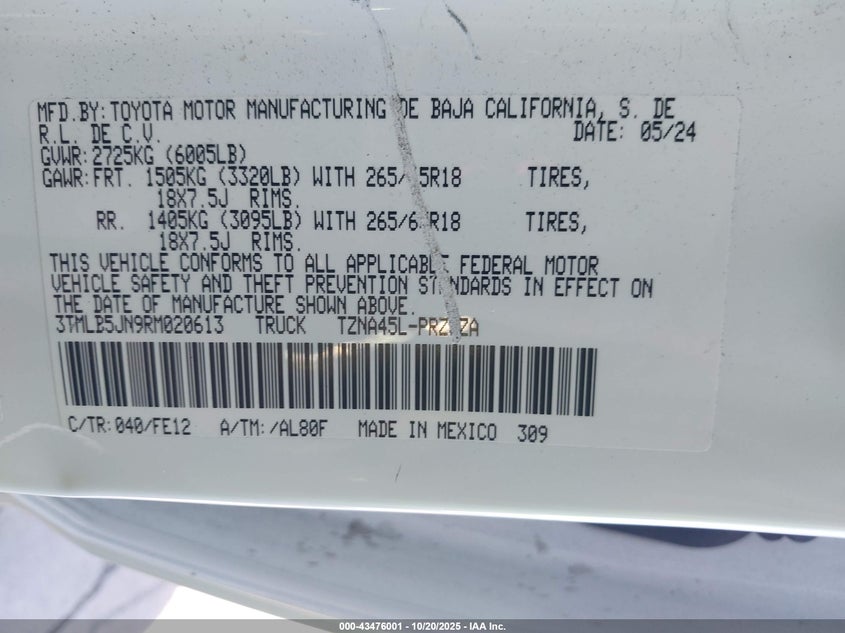 MFD.BY:TOYOTA MOTOR MANUFACTURING DE BAJA CALIFORNIA, S. DE
R.L. DE C.V. DATE: 05/24
GVWR:2725KG (6005LB)
GAWR:FRT. 1505KG (3320LB) WITH TIRES,
18X7.5J RIMS.
RR. 1405KG (3095LB) WITH TIRES,
18X7.5J RIMS.
THIS VEHICLE CONFORMS TO ALL APPLICABLE FEDERAL MOTOR
VEHICLE SAFETY AND THEFT PREVENTION STANDARDS IN EFFECT ON
THE DATE OF MANUFACTURE SHOWN ABOVE.
3TMLB5JN9RM020613 TRUCK
C/TR:040/FE12 A/TM:/AL80F MADE IN MEXICO 309
000-43476001 | 10/20/2025 - IAA Inc.